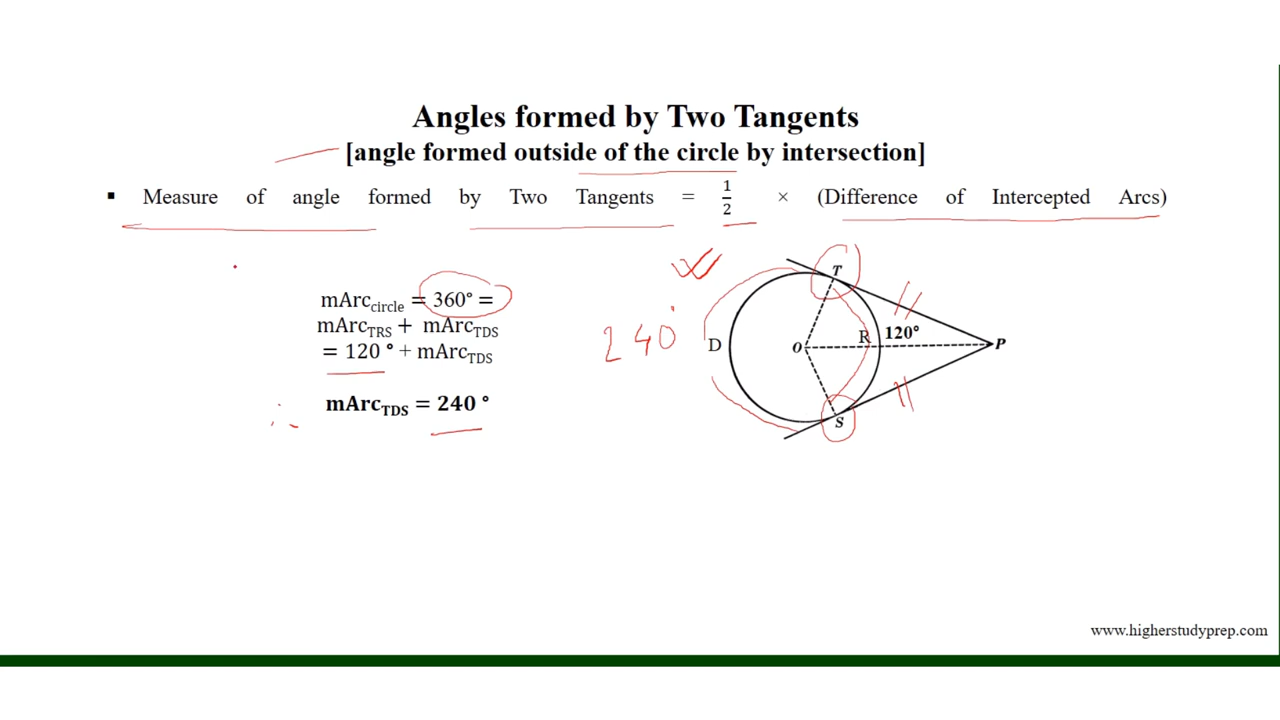 Angles formed by Two Tangents
[angle formed outside of the circle by intersection]
▪ Measure of angle formed by Two Tangents = 1/2 × (Difference of Intercepted Arcs)
mArc_circle = 360° =
mArc_TRS + mArc_TDS
= 120 ° + mArc_TDS
∴ mArc_TDS = 240 °
240°
T
D
O
R
120°
P
S
www.higherstudyprep.com